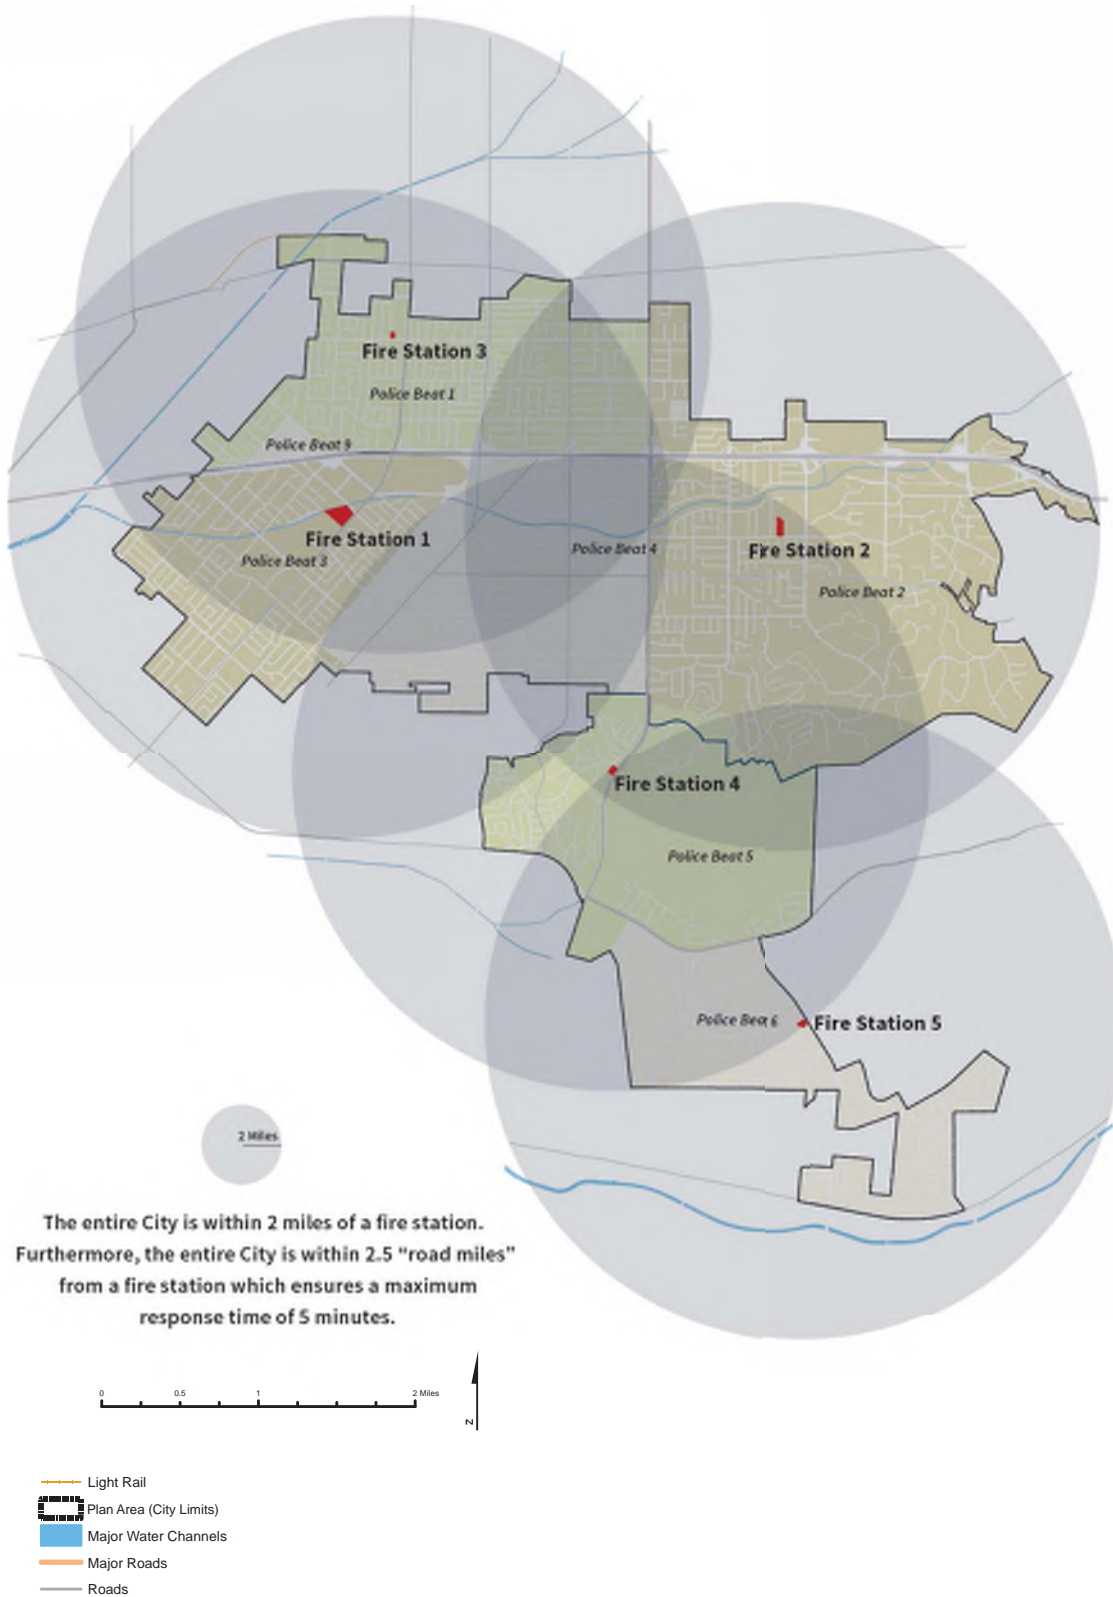 Fire Station 3
Police Beat 1
Police Beat 9
Fire Station 1
Police Beat 3
Police Beat 4
Fire Station 2
Police Beat 2
Fire Station 4
Police Beat 5
Police Beat 6
Fire Station 5
2 Miles
The entire City is within 2 miles of a fire station.
Furthermore, the entire City is within 2.5 “road miles”
from a fire station which ensures a maximum
response time of 5 minutes.
0 0.5 1 2 Miles
N
Light Rail
Plan Area (City Limits)
Major Water Channels
Major Roads
Roads